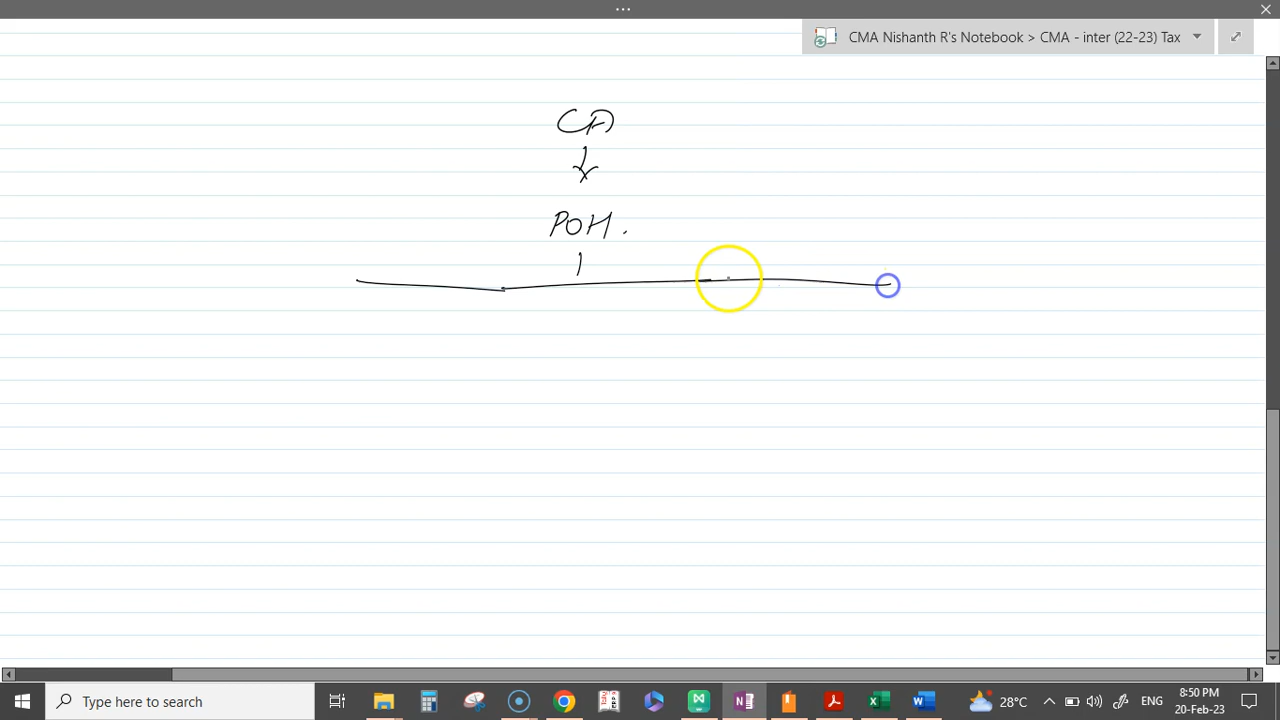 CMA Nishanth R's Notebook > CMA - inter (22-23) Tax
POH.
Type here to search
28°C
ENG
8:50 PM
20-Feb-23